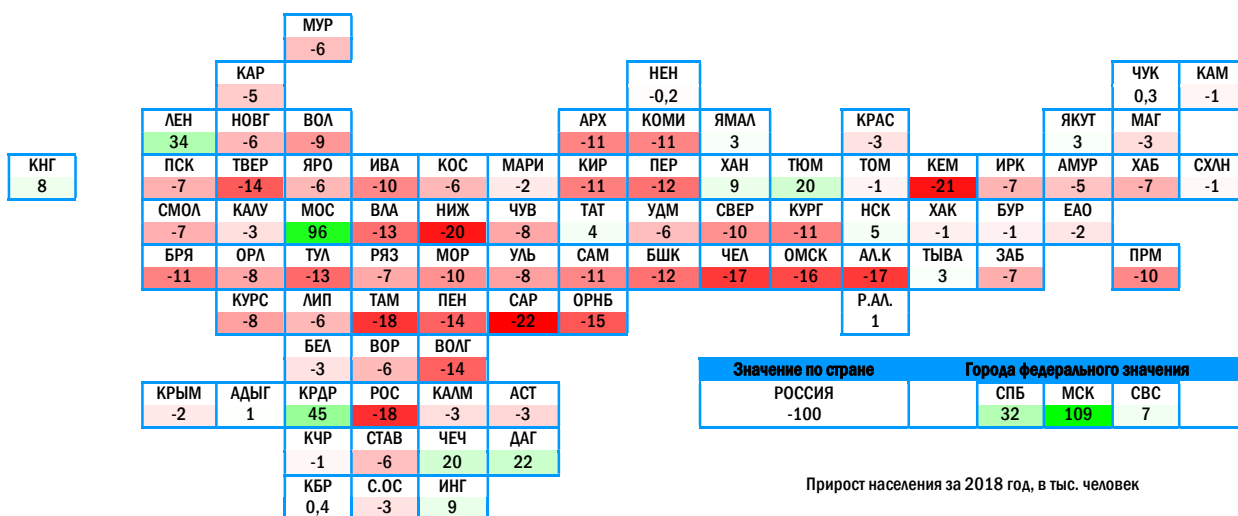 МУР
-6
КАР НЕН ЧУК КАМ
-5 -0,2 0,3 -1
ЛЕН НОВГ ВОЛ АРХ КОМИ ЯМАЛ КРАС ЯКУТ МАГ
34 -6 -9 -11 -11 3 -3 3 -3
КНГ ПСК ТВЕР ЯРО ИВА КОС МАРИ КИР ПЕР ХАН ТЮМ ТОМ КЕМ ИРК АМУР ХАБ СХЛН
8 -7 -14 -6 -10 -6 -2 -11 -12 9 20 -1 -21 -7 -5 -7 -1
СМОЛ КАЛУ МОС ВЛА НИЖ ЧУВ ТАТ УДМ СВЕР КУРГ НСК ХАК БУР ЕАО
-7 -3 96 -13 -20 -8 4 -6 -10 -11 5 -1 -1 -2
БРЯ ОРЛ ТУЛ РЯЗ МОР УЛЬ САМ БШК ЧЕЛ ОМСК АЛ.К ТЫВА ЗАБ ПРМ
-11 -8 -13 -7 -10 -8 -11 -12 -17 -16 -17 3 -7 -10
КУРС ЛИП ТАМ ПЕН САР ОРНБ Р.АЛ.
-8 -6 -18 -14 -22 -15 1
БЕЛ ВОР ВОЛГ
-3 -6 -14
Значение по стране Города федерального значения
КРЫМ АДЫГ КРДР РОС КАЛМ АСТ РОССИЯ СПБ МСК СВС
-2 1 45 -18 -3 -3 -100 32 109 7
КЧР СТАВ ЧЕЧ ДАГ
-1 -6 20 22
КБР С.ОС ИНГ
0,4 -3 9
Прирост населения за 2018 год, в тыс. человек